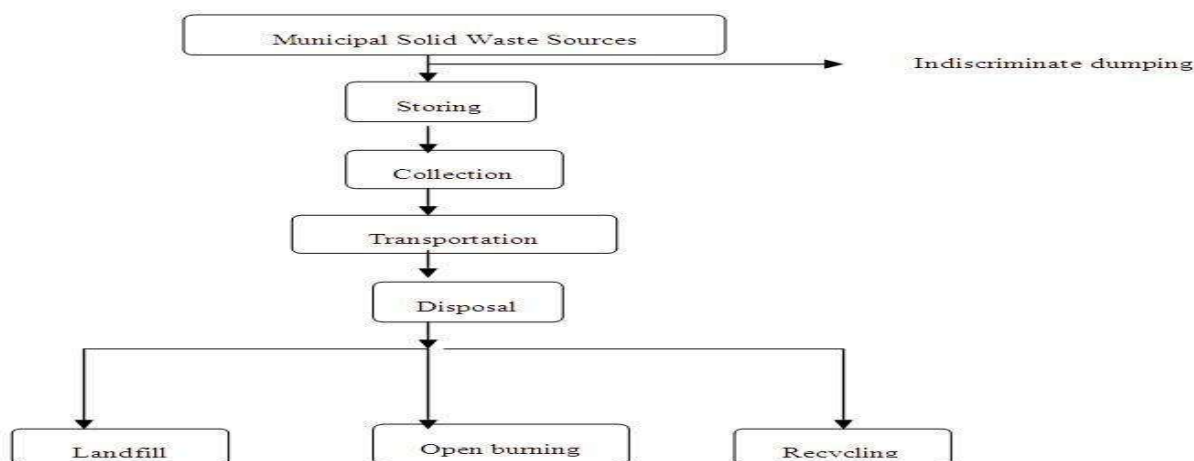 Municipal Solid Waste Sources
Indiscriminate dumping
Storing
Collection
Transportation
Disposal
Landfill
Open burning
Recycling